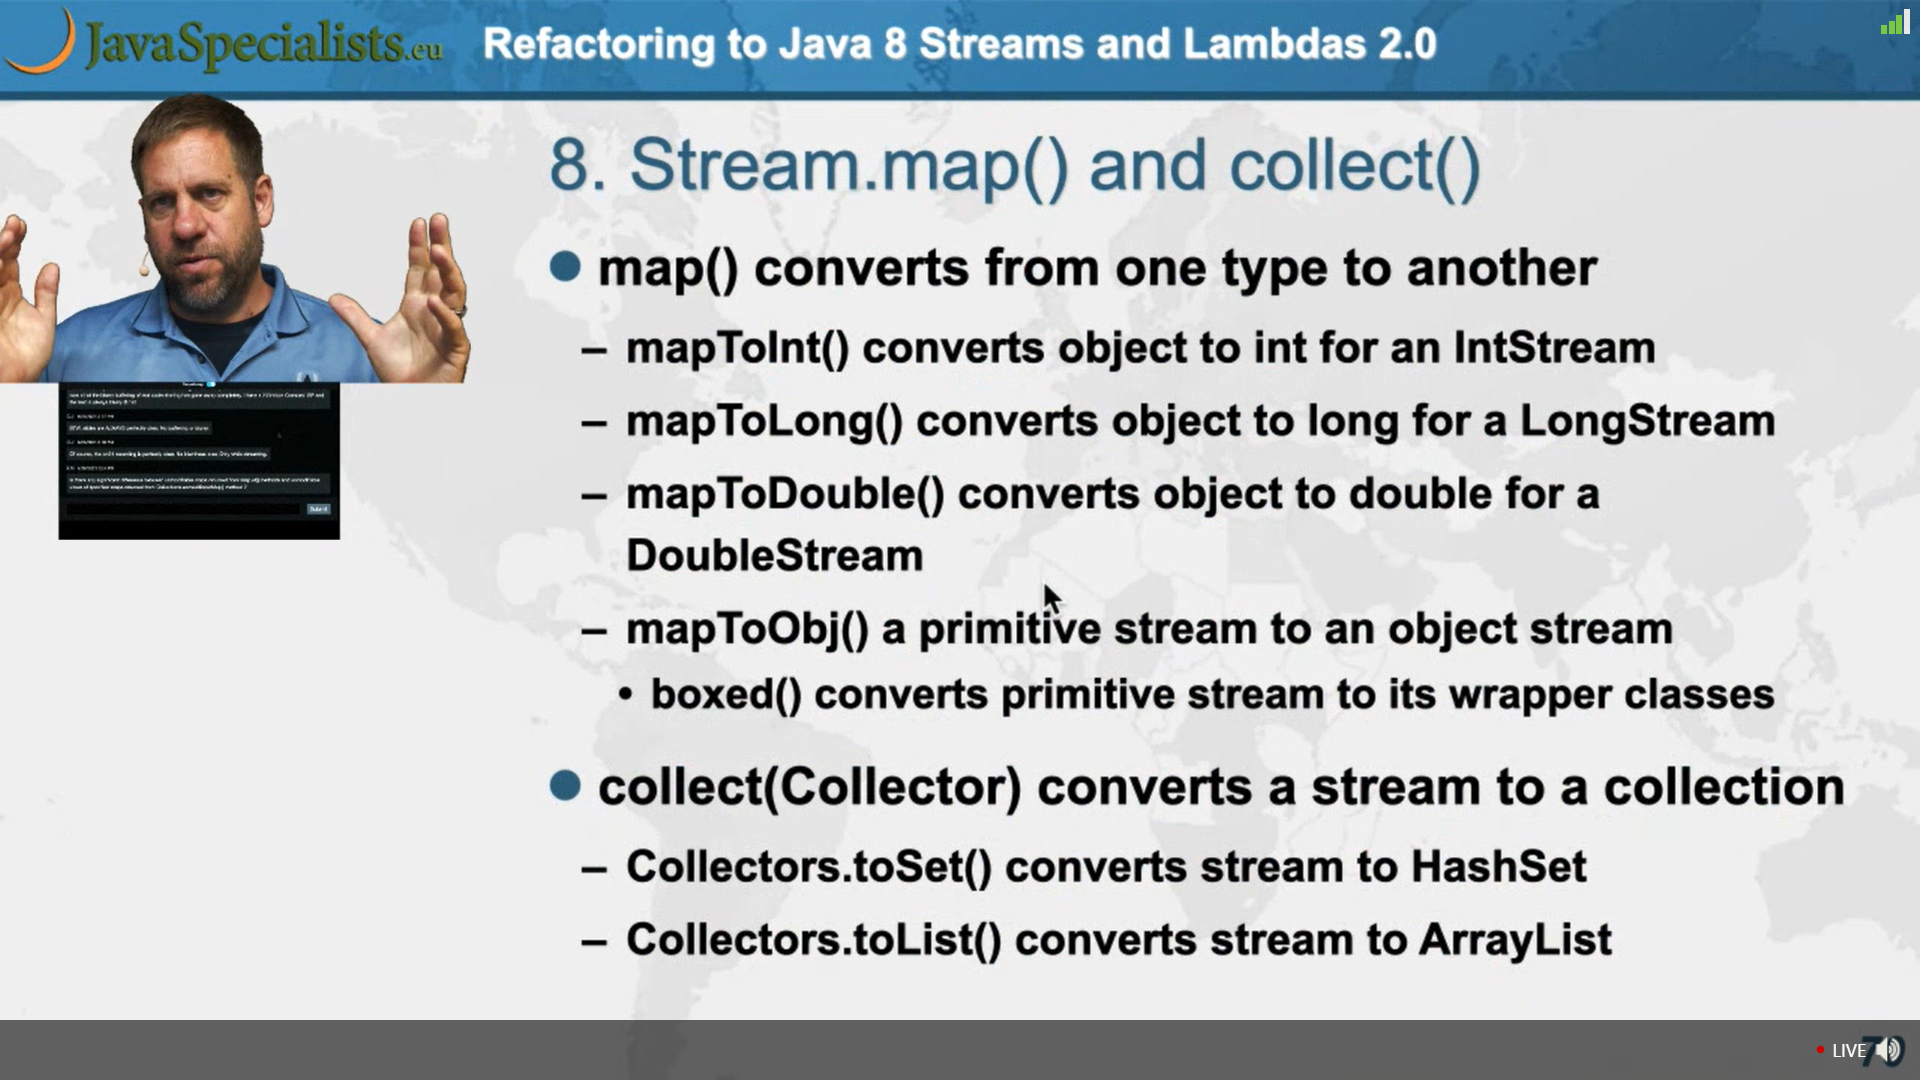 JavaSpecialists.eu
Refactoring to Java 8 Streams and Lambdas 2.0
8. Stream.map() and collect()
● map() converts from one type to another
– mapToInt() converts object to int for an IntStream
– mapToLong() converts object to long for a LongStream
– mapToDouble() converts object to double for a
DoubleStream
– mapToObj() a primitive stream to an object stream
• boxed() converts primitive stream to its wrapper classes
● collect(Collector) converts a stream to a collection
– Collectors.toSet() converts stream to HashSet
– Collectors.toList() converts stream to ArrayList
Submit
LIVE
70